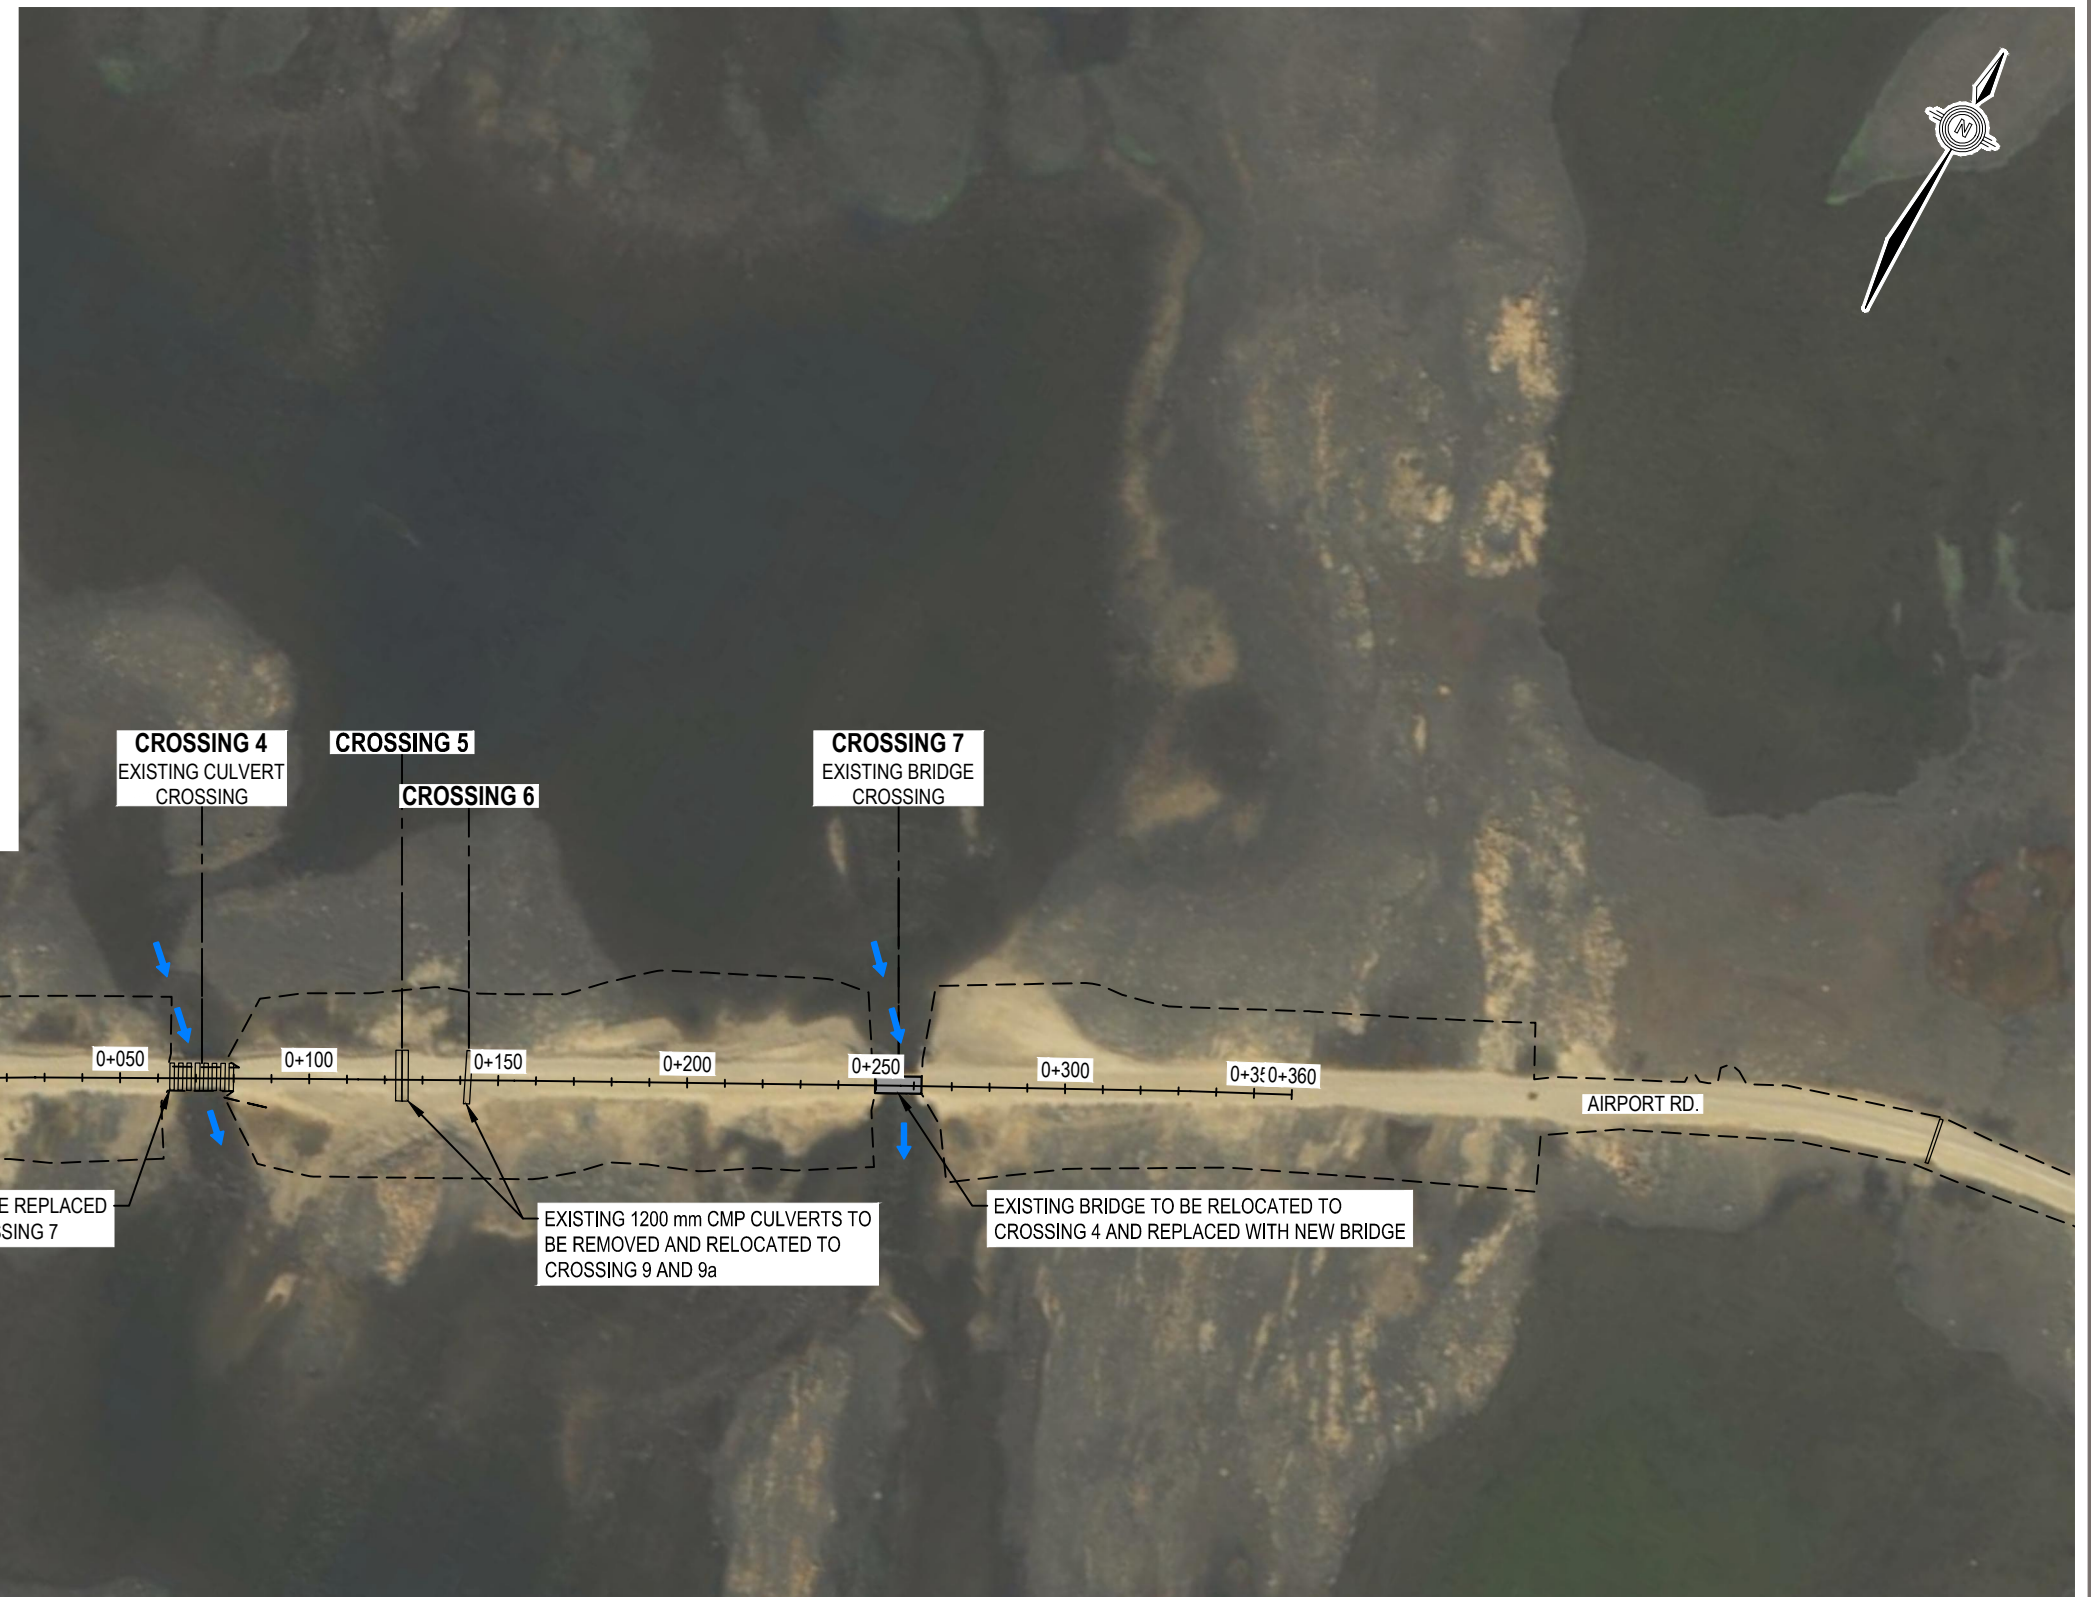 N
CROSSING 4
EXISTING CULVERT
CROSSING
CROSSING 5
CROSSING 6
CROSSING 7
EXISTING BRIDGE
CROSSING
0+050
0+100
0+150
0+200
0+250
0+300
0+3
0+360
AIRPORT RD.
E REPLACED
SING 7
EXISTING 1200 mm CMP CULVERTS TO
BE REMOVED AND RELOCATED TO
CROSSING 9 AND 9a
EXISTING BRIDGE TO BE RELOCATED TO
CROSSING 4 AND REPLACED WITH NEW BRIDGE